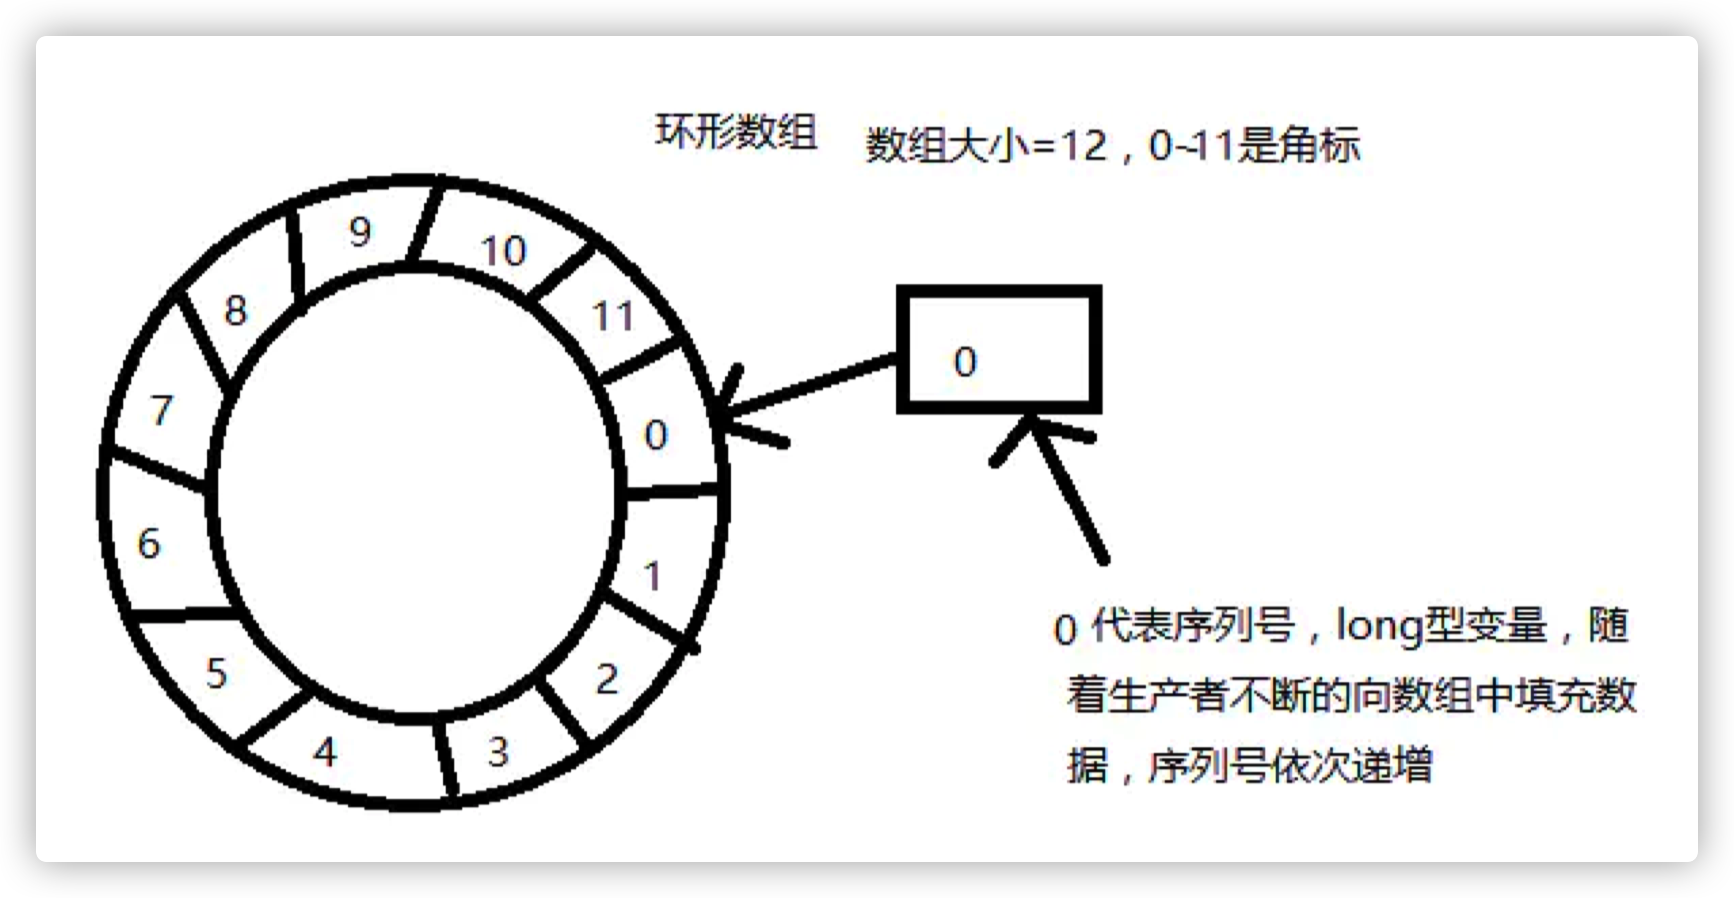 环形数组
数组大小=12，0-11是角标
9
10
8
11
0
7
0
6
1
5
2
4
3
0 代表序列号，long型变量，随
着生产者不断的向数组中填充数
据，序列号依次递增